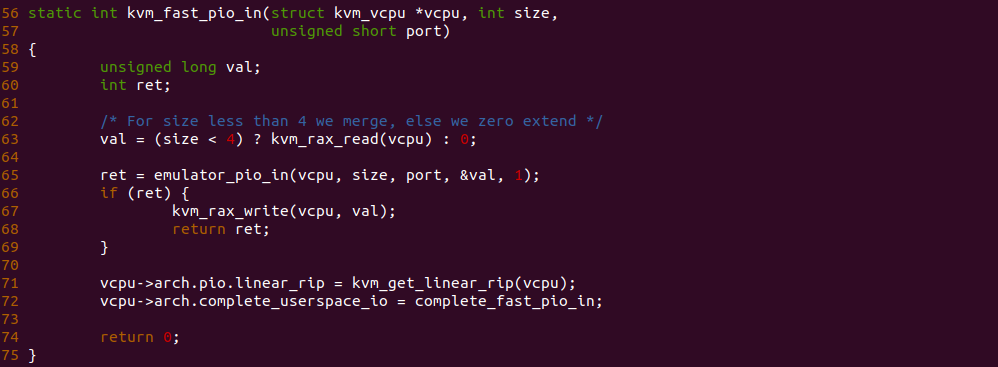 56 static int kvm_fast_pio_in(struct kvm_vcpu *vcpu, int size,
57                            unsigned short port)
58 {
59         unsigned long val;
60         int ret;
61
62         /* For size less than 4 we merge, else we zero extend */
63         val = (size < 4) ? kvm_rax_read(vcpu) : 0;
64
65         ret = emulator_pio_in(vcpu, size, port, &val, 1);
66         if (ret) {
67                 kvm_rax_write(vcpu, val);
68                 return ret;
69         }
70
71         vcpu->arch.pio.linear_rip = kvm_get_linear_rip(vcpu);
72         vcpu->arch.complete_userspace_io = complete_fast_pio_in;
73
74         return 0;
75 }